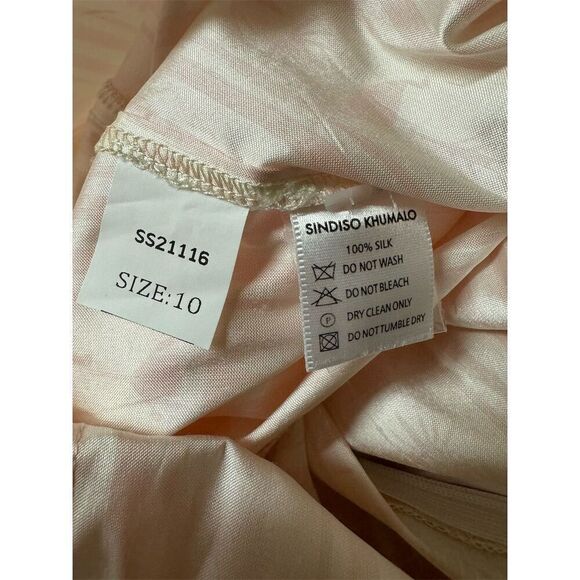 SS21116
SIZE:10
SINDISO KHUMALO
100% SILK
DO NOT WASH
DO NOT BLEACH
P DRY CLEAN ONLY
DO NOT TUMBLE DRY